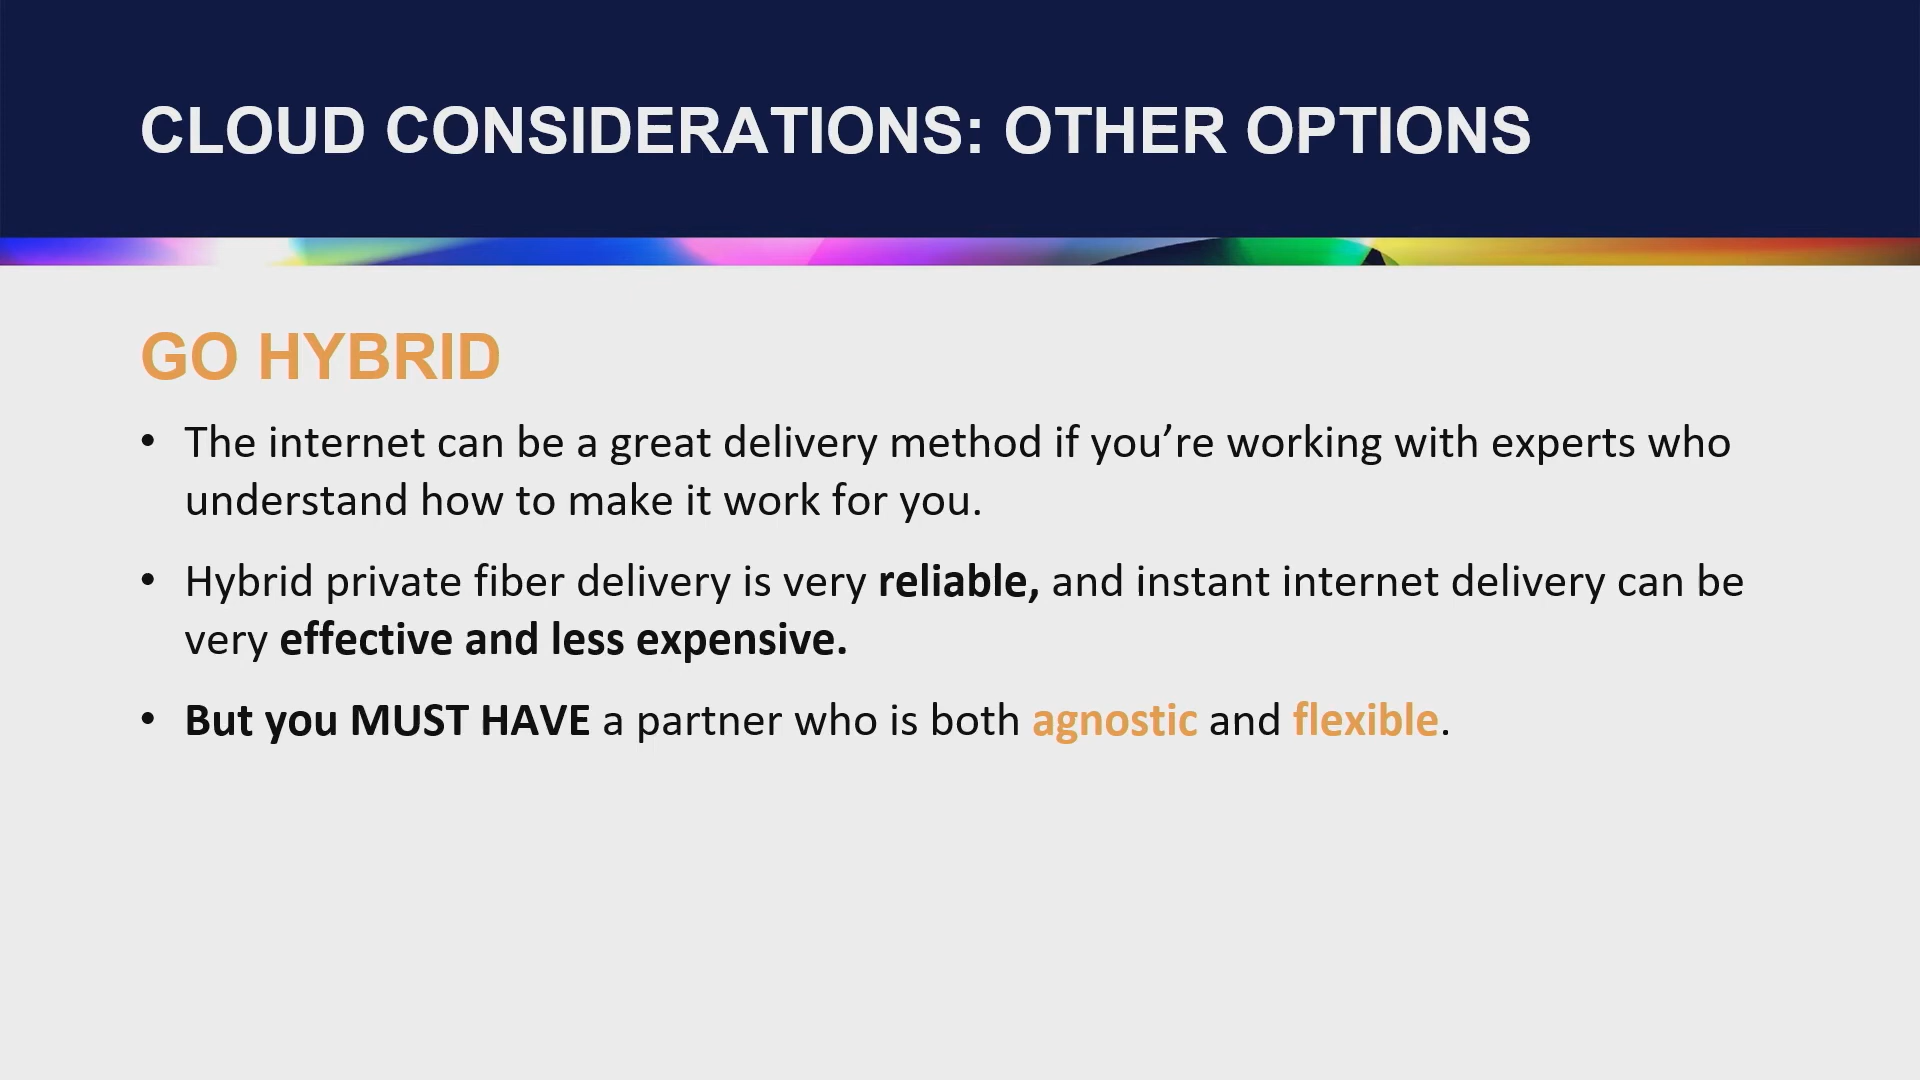 CLOUD CONSIDERATIONS: OTHER OPTIONS
GO HYBRID
• The internet can be a great delivery method if you’re working with experts who
understand how to make it work for you.
• Hybrid private fiber delivery is very reliable, and instant internet delivery can be
very effective and less expensive.
• But you MUST HAVE a partner who is both agnostic and flexible.